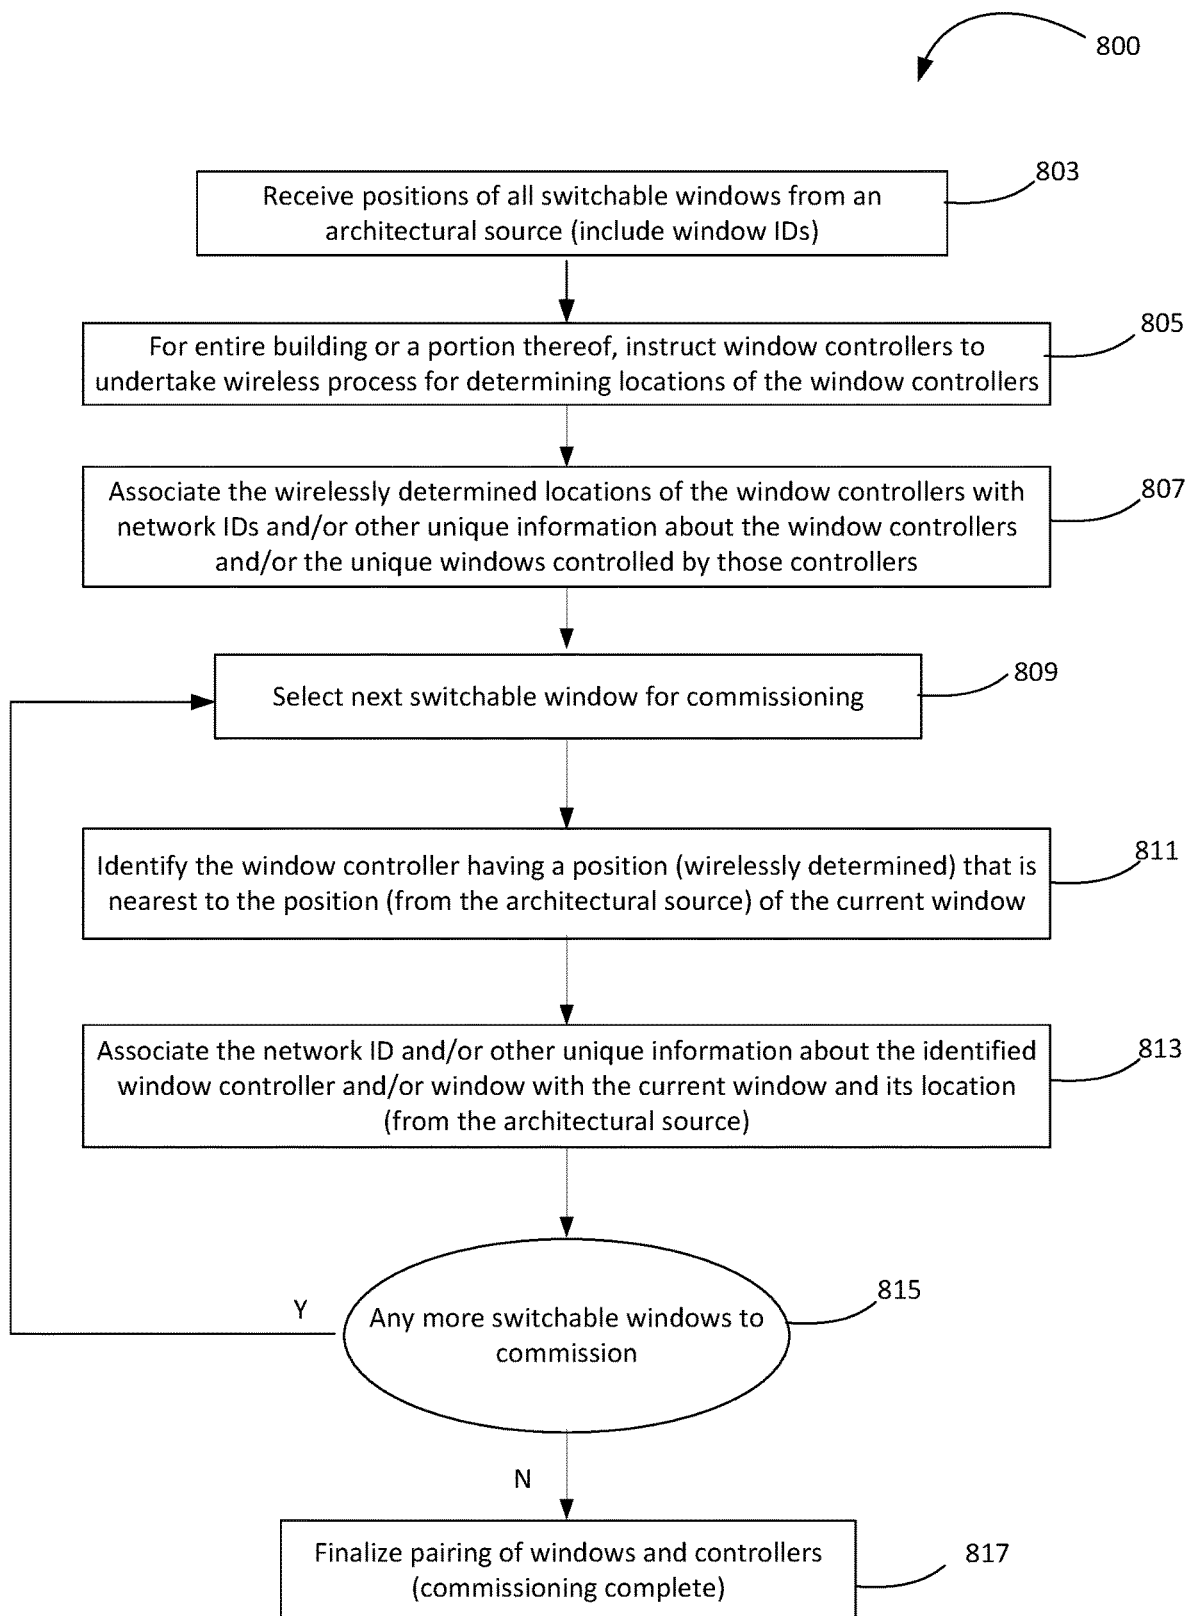 800
Receive positions of all switchable windows from an
architectural source (include window IDs)
803
For entire building or a portion thereof, instruct window controllers to
undertake wireless process for determining locations of the window controllers
805
Associate the wirelessly determined locations of the window controllers with
network IDs and/or other unique information about the window controllers
and/or the unique windows controlled by those controllers
807
Select next switchable window for commissioning
809
Identify the window controller having a position (wirelessly determined) that is
nearest to the position (from the architectural source) of the current window
811
Associate the network ID and/or other unique information about the identified
window controller and/or window with the current window and its location
(from the architectural source)
813
Y
Any more switchable windows to
commission
815
N
Finalize pairing of windows and controllers
(commissioning complete)
817